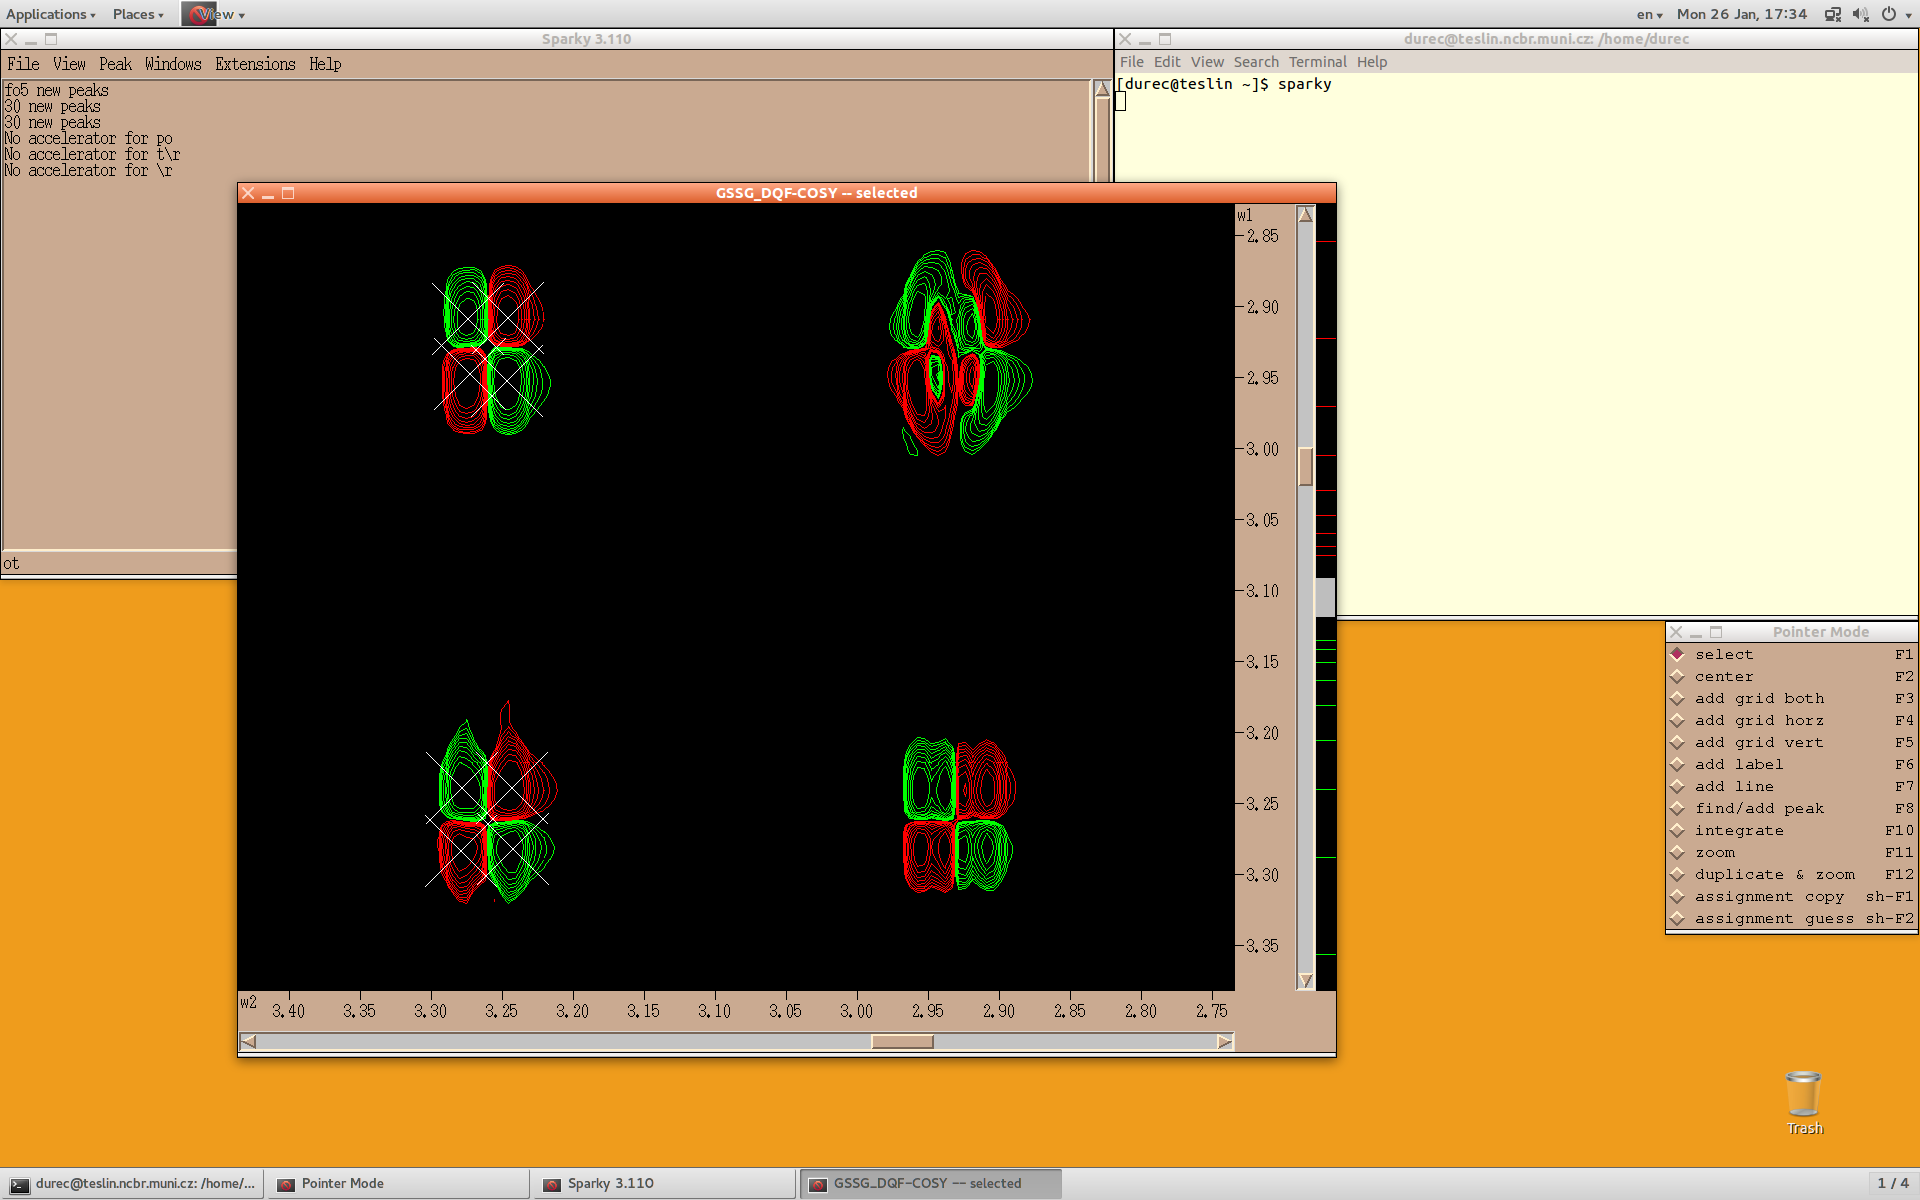 Applications Places View en Mon 26 Jan, 17:34
Sparky 3.110
File View Peak Windows Extensions Help
fo5 new peaks
30 new peaks
30 new peaks
No accelerator for po
No accelerator for t\r
No accelerator for \r
ot
durec@teslin.ncbr.muni.cz: /home/durec
File Edit View Search Terminal Help
[durec@teslin ~]$ sparky
GSSG_DQF-COSY -- selected
w1
2.85
2.90
2.95
3.00
3.05
3.10
3.15
3.20
3.25
3.30
3.35
w2
3.40 3.35 3.30 3.25 3.20 3.15 3.10 3.05 3.00 2.95 2.90 2.85 2.80 2.75
Pointer Mode
select F1
center F2
add grid both F3
add grid horz F4
add grid vert F5
add label F6
add line F7
find/add peak F8
integrate F10
zoom F11
duplicate & zoom F12
assignment copy sh-F1
assignment guess sh-F2
Trash
durec@teslin.ncbr.muni.cz: /home/... Pointer Mode Sparky 3.110 GSSG_DQF-COSY -- selected 1 / 4